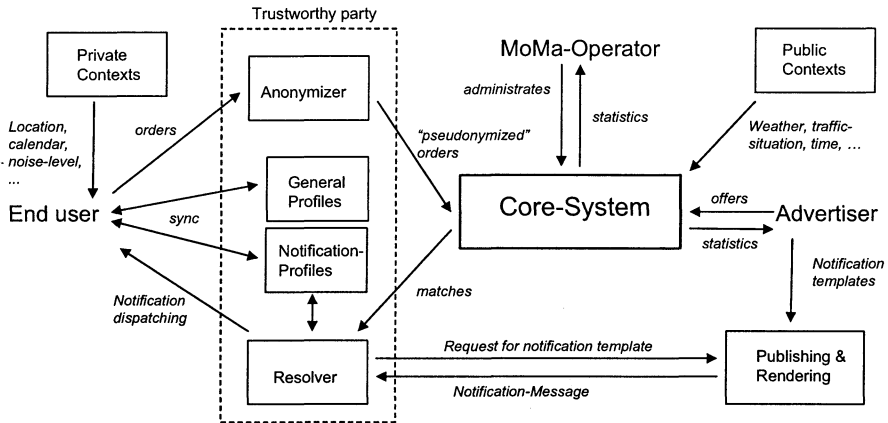 Trustworthy party
Private
Contexts
Anonymizer
MoMa-Operator
Public
Contexts
administrates
statistics
Location,
calendar,
noise-level,
...
orders
"pseudonymized"
orders
Weather, traffic-
situation, time, ...
General
Profiles
Core-System
End user
sync
offers
Advertiser
statistics
Notification-
Profiles
Notification
templates
Notification
dispatching
matches
Request for notification template
Resolver
Publishing &
Rendering
Notification-Message